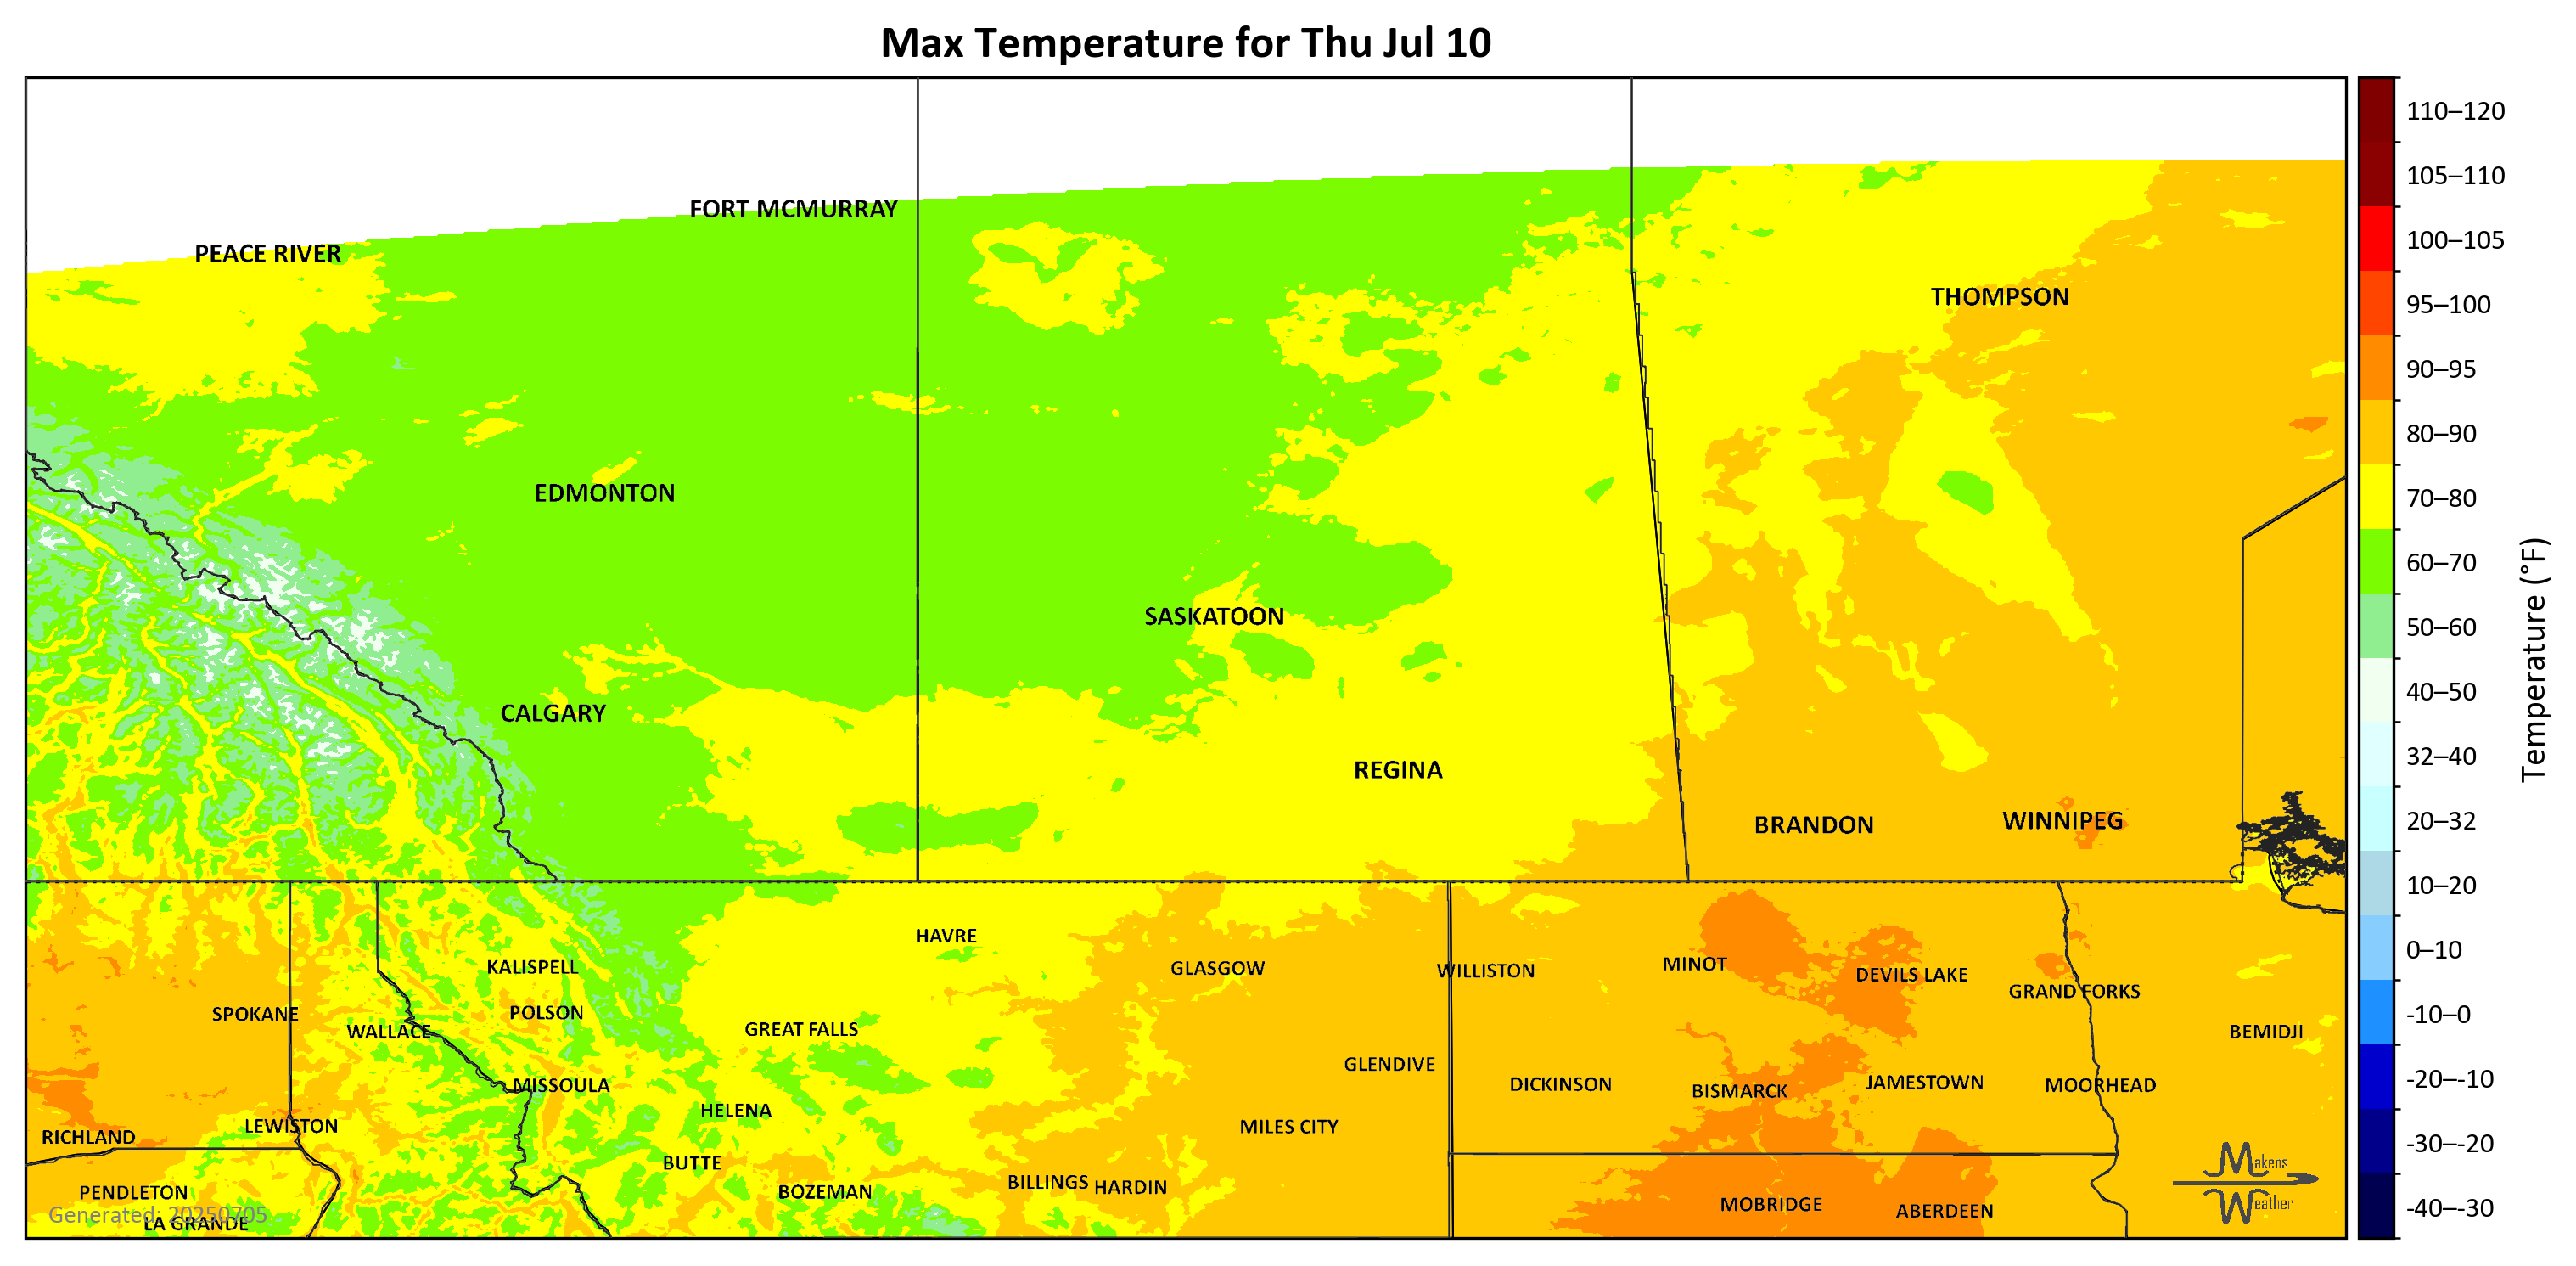 Max Temperature for Thu Jul 10
FORT MCMURRAY
PEACE RIVER
THOMPSON
EDMONTON
SASKATOON
CALGARY
REGINA
BRANDON
WINNIPEG
HAVRE
KALISPELL
GLASGOW
WILLISTON
MINOT
DEVILS LAKE
GRAND FORKS
SPOKANE
POLSON
WALLACE
GREAT FALLS
BEMIDJI
GLENDIVE
MISSOULA
DICKINSON
BISMARCK
JAMESTOWN
MOORHEAD
HELENA
LEWISTON
MILES CITY
RICHLAND
BUTTE
PENDLETON
BOZEMAN
BILLINGS
HARDIN
MOBRIDGE
ABERDEEN
Generated: 20250705
LA GRANDE
Makens
Weather
110–120
105–110
100–105
95–100
90–95
80–90
70–80
60–70
50–60
40–50
32–40
20–32
10–20
0–10
-10–0
-20–-10
-30–-20
-40–-30
Temperature (°F)